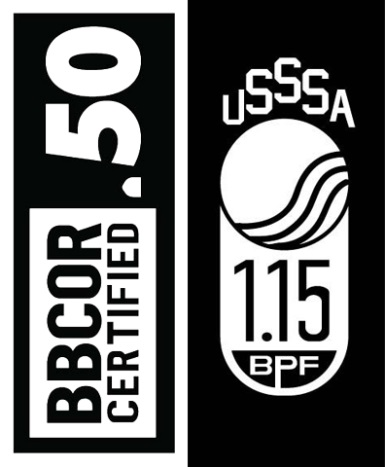 BBCOR .50
CERTIFIED
USSSA
1.15
BPF